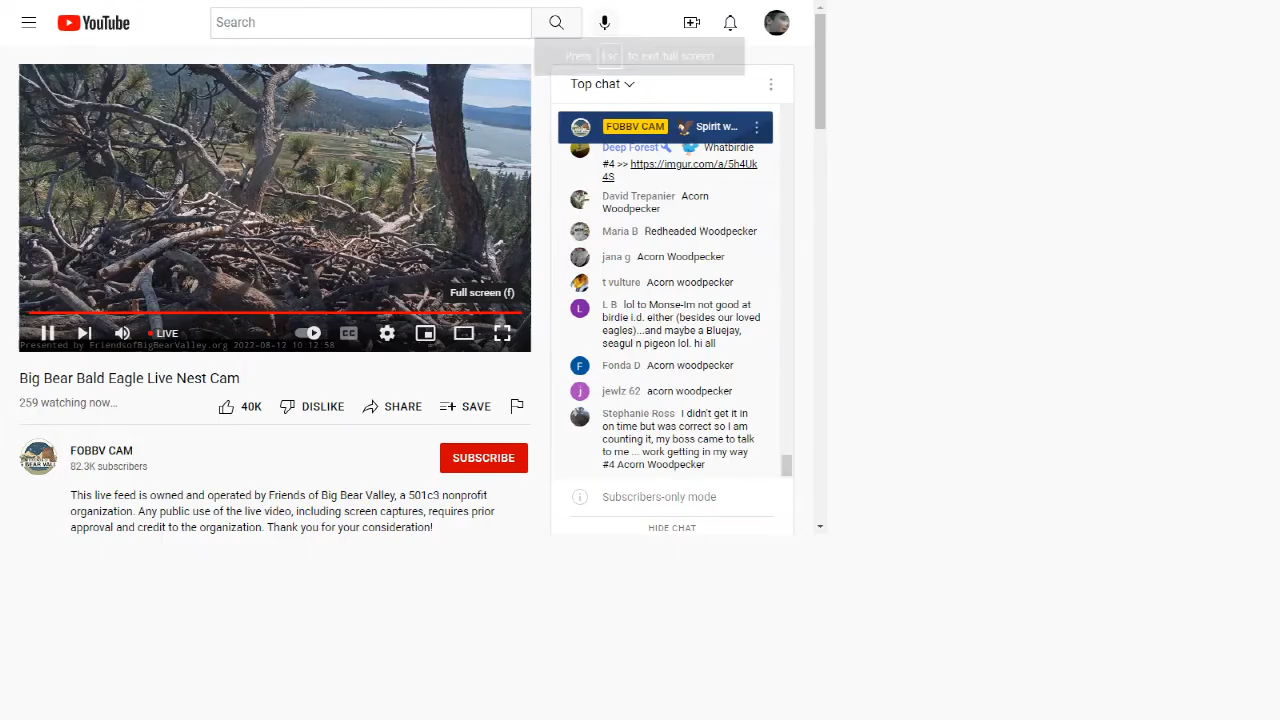 YouTube
Search
Press Esc to exit full screen
Top chat
FOBBV CAM Spirit w...
Deep Forest Whatbirdie
#4 >> https://imgur.com/a/5h4Uk
4S
David Trepanier Acorn
Woodpecker
Maria B Redheaded Woodpecker
jana g Acorn Woodpecker
t vulture Acorn woodpecker
L B lol to Monse-Im not good at
birdie i.d. either (besides our loved
eagles)...and maybe a Bluejay,
seagul n pigeon lol. hi all
Fonda D Acorn woodpecker
jewlz 62 acorn woodpecker
Stephanie Ross I didn't get it in
on time but was correct so I am
counting it, my boss came to talk
to me ... work getting in my way
#4 Acorn Woodpecker
Subscribers-only mode
HIDE CHAT
Full screen (f)
LIVE
Presented by FriendsofBigBearValley.org 2022-08-12 10:12:58
Big Bear Bald Eagle Live Nest Cam
259 watching now...
40K DISLIKE SHARE SAVE
FOBBV CAM
82.3K subscribers
SUBSCRIBE
This live feed is owned and operated by Friends of Big Bear Valley, a 501c3 nonprofit
organization. Any public use of the live video, including screen captures, requires prior
approval and credit to the organization. Thank you for your consideration!